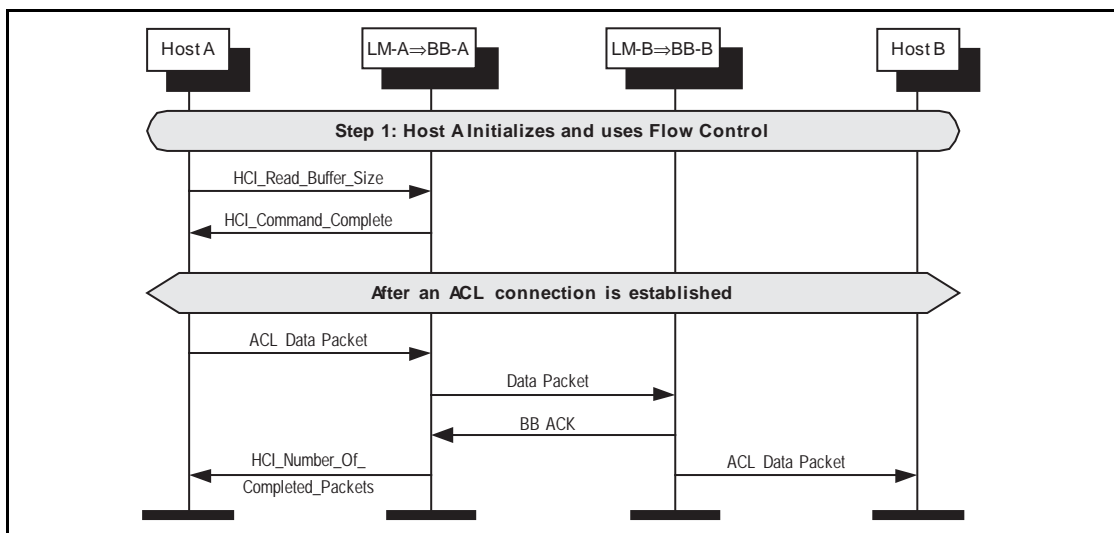 Host A
LM-A⇒BB-A
LM-B⇒BB-B
Host B
Step 1: Host A Initializes and uses Flow Control
HCI_Read_Buffer_Size
HCI_Command_Complete
After an ACL connection is established
ACL Data Packet
Data Packet
BB ACK
HCI_Number_Of_
Completed_Packets
ACL Data Packet